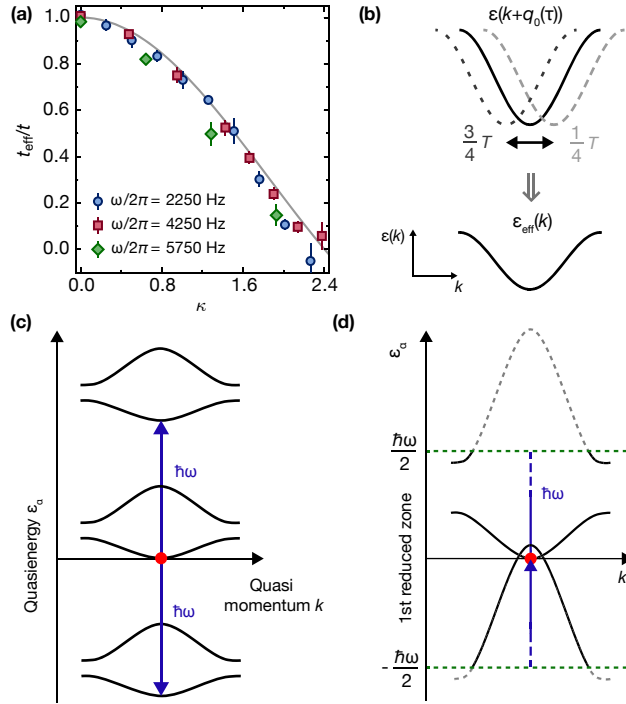 (a)
1.0
0.8
0.6
0.4
0.2
0.0
t_eff/t
ω/2π = 2250 Hz
ω/2π = 4250 Hz
ω/2π = 5750 Hz
0.0 0.8 1.6 2.4
κ
(b)
ε(k+q₀(τ))
3/4 T
1/4 T
ε_eff(k)
ε(k)
k
(c)
Quasienergy ε_α
ħω
ħω
Quasi
momentum k
(d)
ε_α
ħω/2
ħω
1st reduced zone
k
-ħω/2